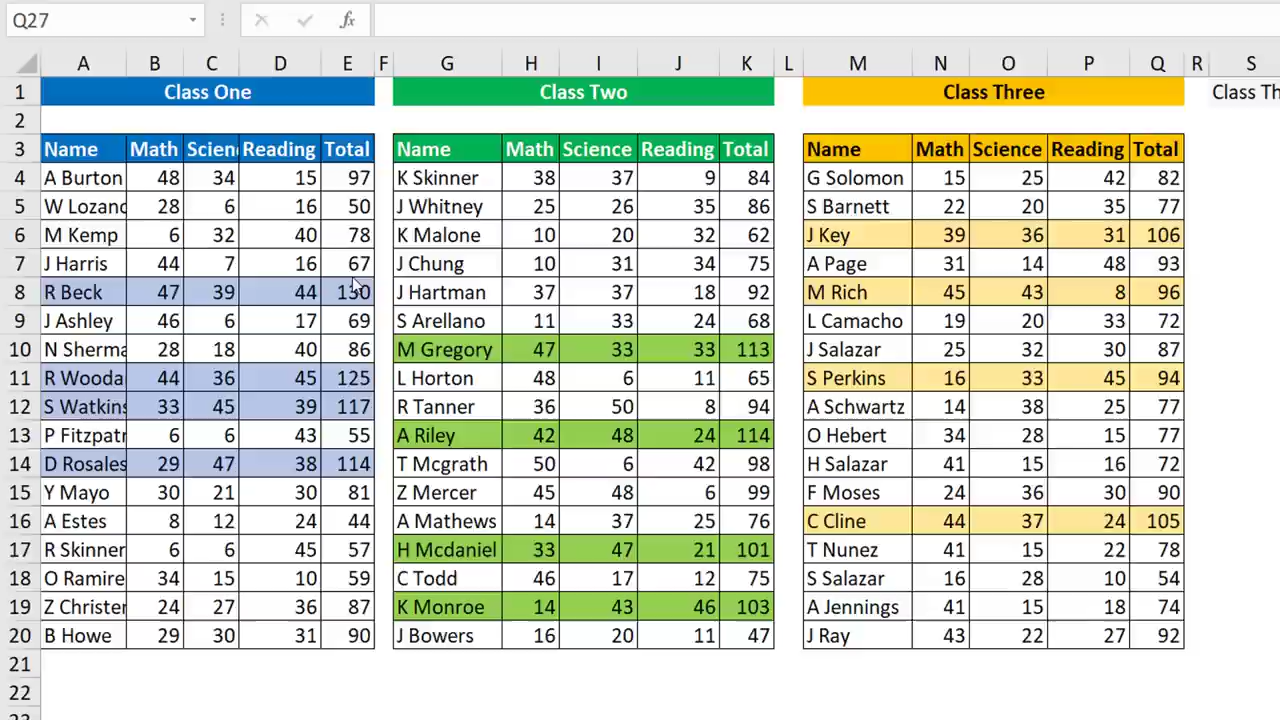 Q27 fx
A B C D E F G H I J K L M N O P Q R S
1 Class One Class Two Class Three Class Th
2
3 Name Math Scien Reading Total Name Math Science Reading Total Name Math Science Reading Total
4 A Burton 48 34 15 97 K Skinner 38 37 9 84 G Solomon 15 25 42 82
5 W Lozano 28 6 16 50 J Whitney 25 26 35 86 S Barnett 22 20 35 77
6 M Kemp 6 32 40 78 K Malone 10 20 32 62 J Key 39 36 31 106
7 J Harris 44 7 16 67 J Chung 10 31 34 75 A Page 31 14 48 93
8 R Beck 47 39 44 130 J Hartman 37 37 18 92 M Rich 45 43 8 96
9 J Ashley 46 6 17 69 S Arellano 11 33 24 68 L Camacho 19 20 33 72
10 N Sherma 28 18 40 86 M Gregory 47 33 33 113 J Salazar 25 32 30 87
11 R Wooda 44 36 45 125 L Horton 48 6 11 65 S Perkins 16 33 45 94
12 S Watkins 33 45 39 117 R Tanner 36 50 8 94 A Schwartz 14 38 25 77
13 P Fitzpatr 6 6 43 55 A Riley 42 48 24 114 O Hebert 34 28 15 77
14 D Rosales 29 47 38 114 T Mcgrath 50 6 42 98 H Salazar 41 15 16 72
15 Y Mayo 30 21 30 81 Z Mercer 45 48 6 99 F Moses 24 36 30 90
16 A Estes 8 12 24 44 A Mathews 14 37 25 76 C Cline 44 37 24 105
17 R Skinner 6 6 45 57 H Mcdaniel 33 47 21 101 T Nunez 41 15 22 78
18 O Ramire 34 15 10 59 C Todd 46 17 12 75 S Salazar 16 28 10 54
19 Z Christer 24 27 36 87 K Monroe 14 43 46 103 A Jennings 41 15 18 74
20 B Howe 29 30 31 90 J Bowers 16 20 11 47 J Ray 43 22 27 92
21
22
23